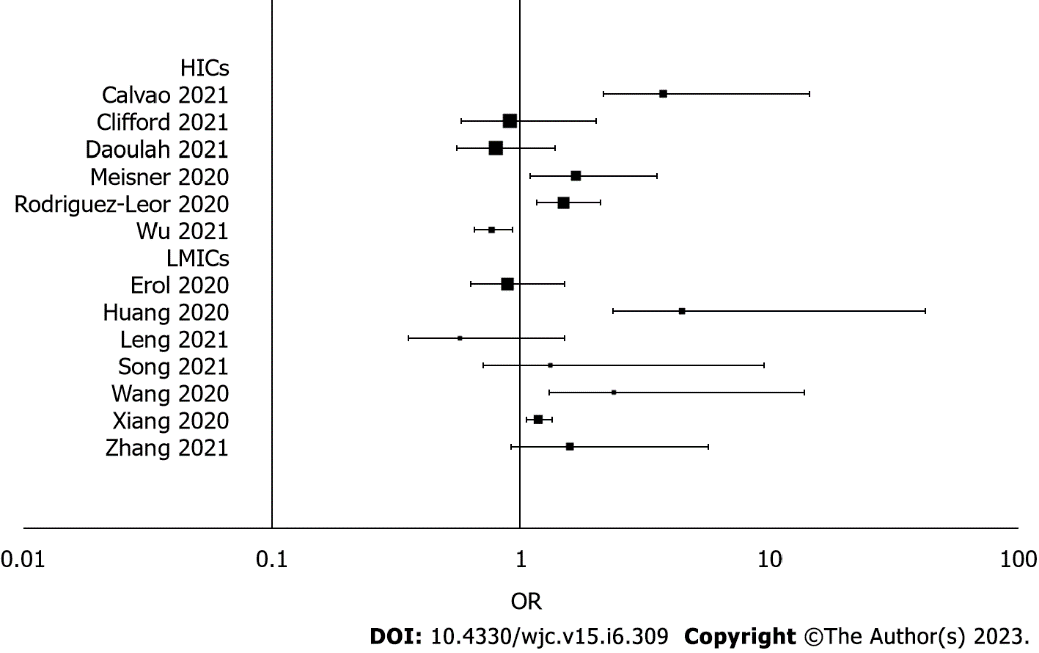 HICs
Calvao 2021
Clifford 2021
Daoulah 2021
Meisner 2020
Rodriguez-Leor 2020
Wu 2021
LMICs
Erol 2020
Huang 2020
Leng 2021
Song 2021
Wang 2020
Xiang 2020
Zhang 2021
0.01 0.1 1 10 100
OR
DOI: 10.4330/wjc.v15.i6.309 Copyright ©The Author(s) 2023.